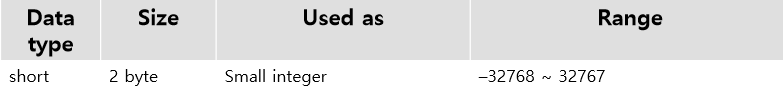 Data type Size Used as Range
short 2 byte Small integer –32768 ~ 32767